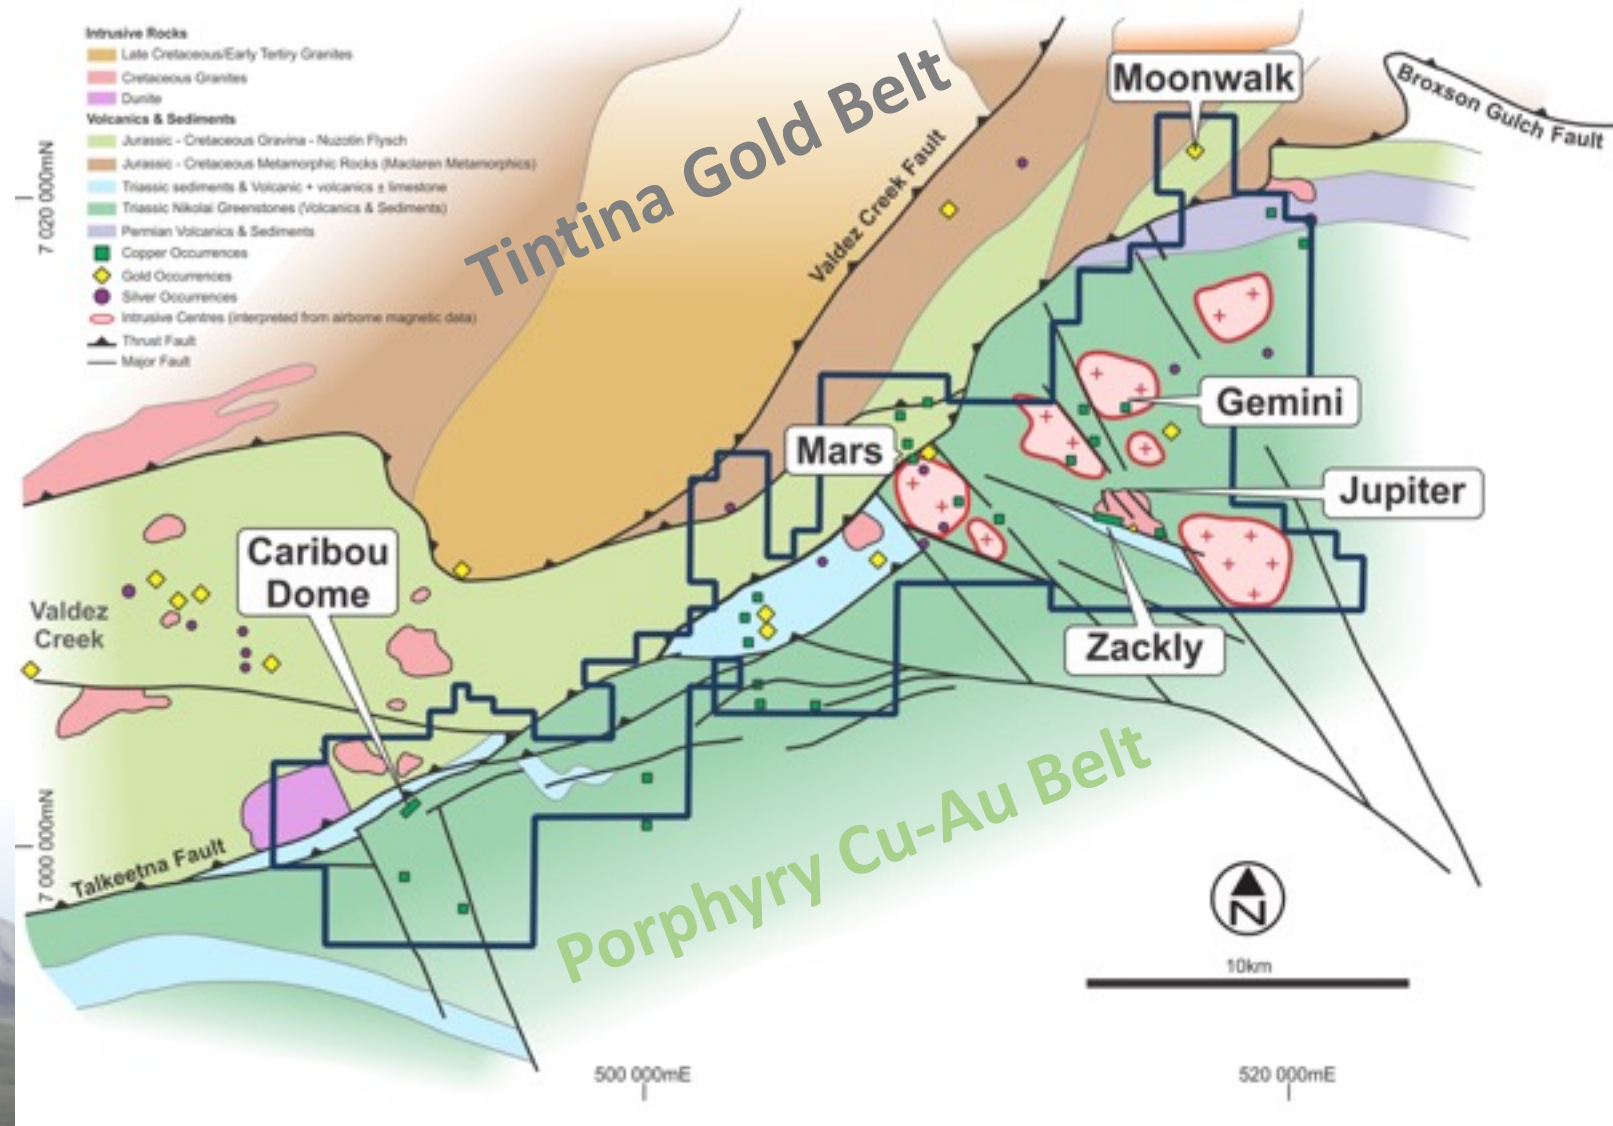 Intrusive Rocks
Late Cretaceous/Early Tertiry Granites
Cretaceous Granites
Dunite
Volcanics & Sediments
Jurassic - Cretaceous Gravina - Nuzotin Flysch
Jurassic - Cretaceous Metamorphic Rocks (Maclaren Metamorphics)
Triassic sediments & Volcanic + volcanics ± limestone
Triassic Nikolai Greenstones (Volcanics & Sediments)
Permian Volcanics & Sediments
Copper Occurrences
Gold Occurrences
Silver Occurrences
Intrusive Centres (interpreted from airborne magnetic data)
Thrust Fault
Major Fault
Tintina Gold Belt
Moonwalk
Broxson Gulch Fault
Valdez Creek Fault
7 020 000mN
Gemini
Mars
Jupiter
Caribou
Dome
Valdez
Creek
Zackly
Porphyry Cu-Au Belt
Talkeetna Fault
7 000 000mN
N
10km
500 000mE
520 000mE